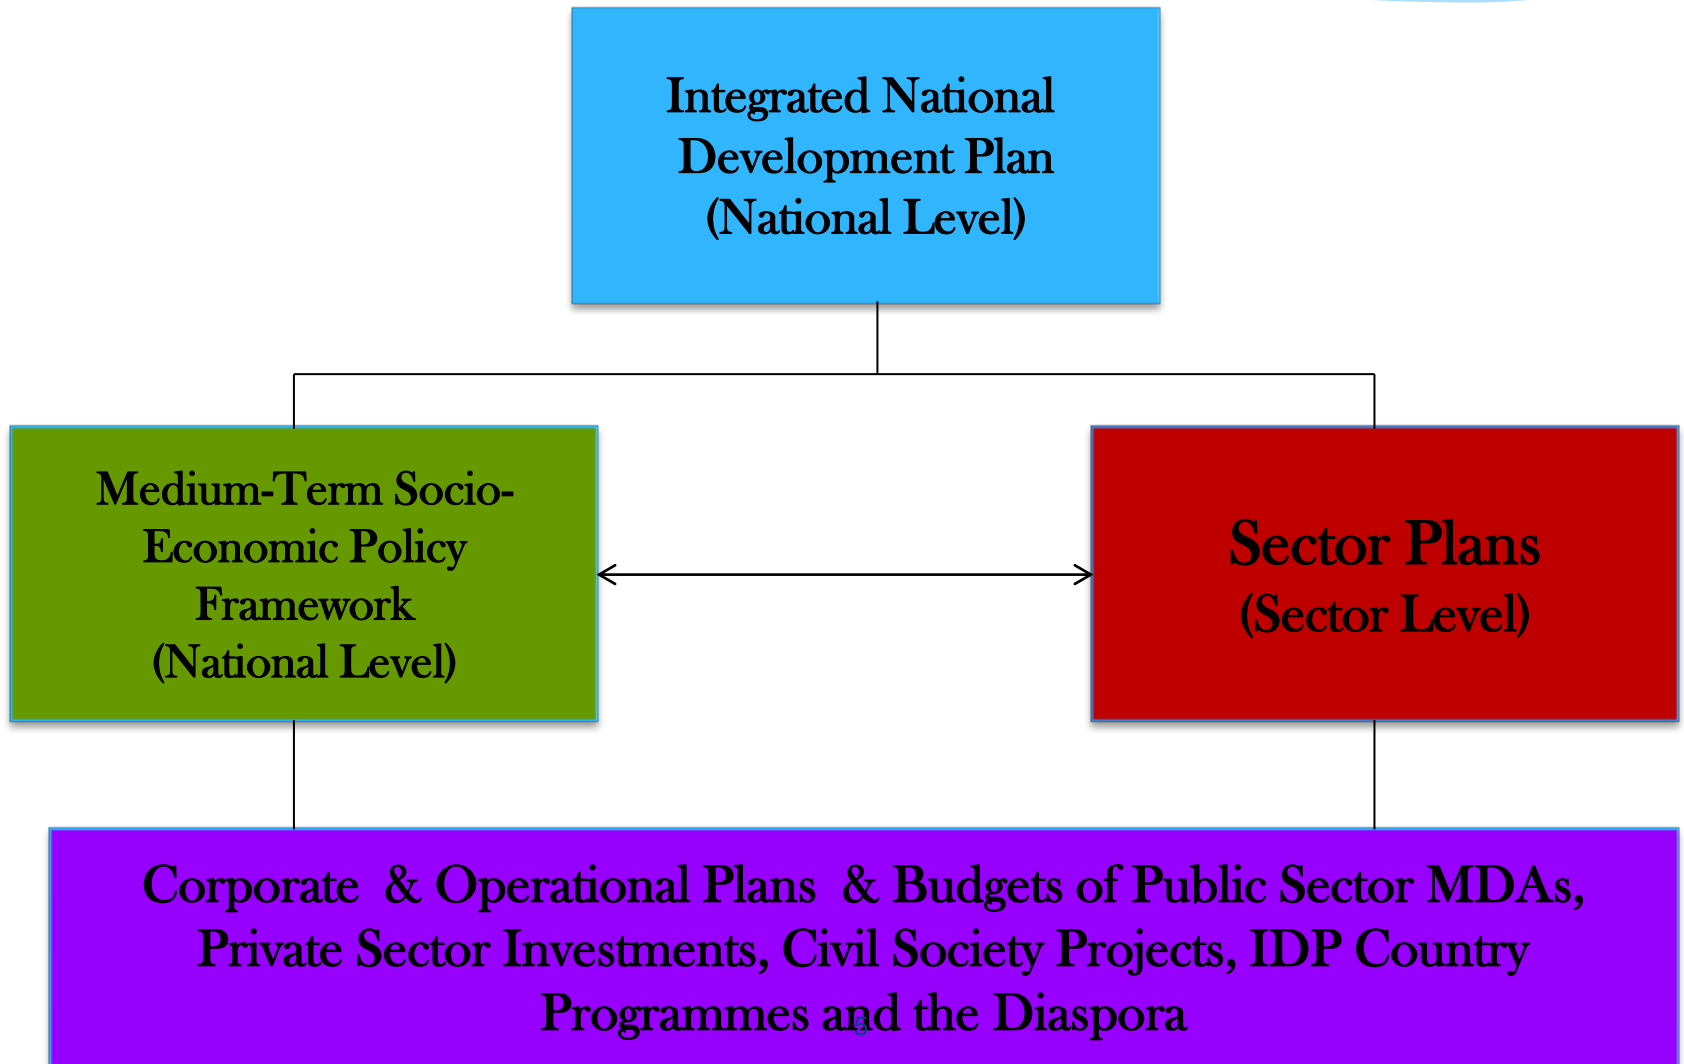 Integrated National
Development Plan
(National Level)
Medium-Term Socio-
Economic Policy
Framework
(National Level)
Sector Plans
(Sector Level)
Corporate & Operational Plans & Budgets of Public Sector MDAs,
Private Sector Investments, Civil Society Projects, IDP Country
Programmes and the Diaspora
5